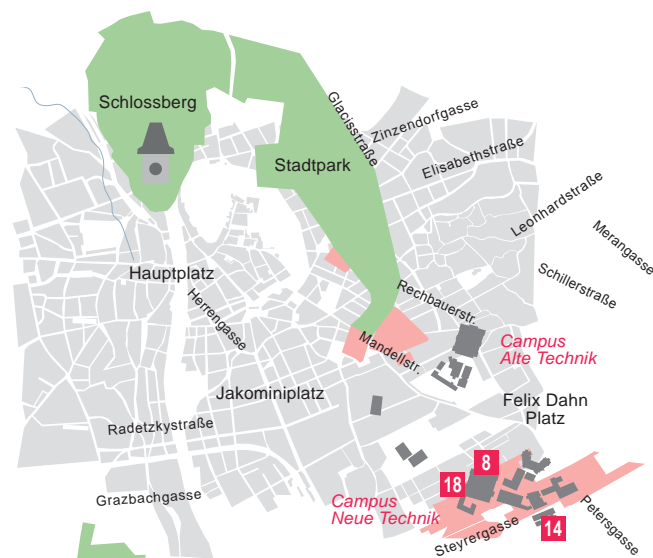 Schlossberg
Glacisstraße
Zinzendorfgasse
Stadtpark
Elisabethstraße
Leonhardstraße
Merangasse
Hauptplatz
Schillerstraße
Herrengasse
Rechbauerstr.
Mandellstr.
Campus
Alte Technik
Jakominiplatz
Felix Dahn
Platz
Radetzkystraße
8
18
Grazbachgasse
Campus
Neue Technik
Steyrergasse
14
Petersgasse